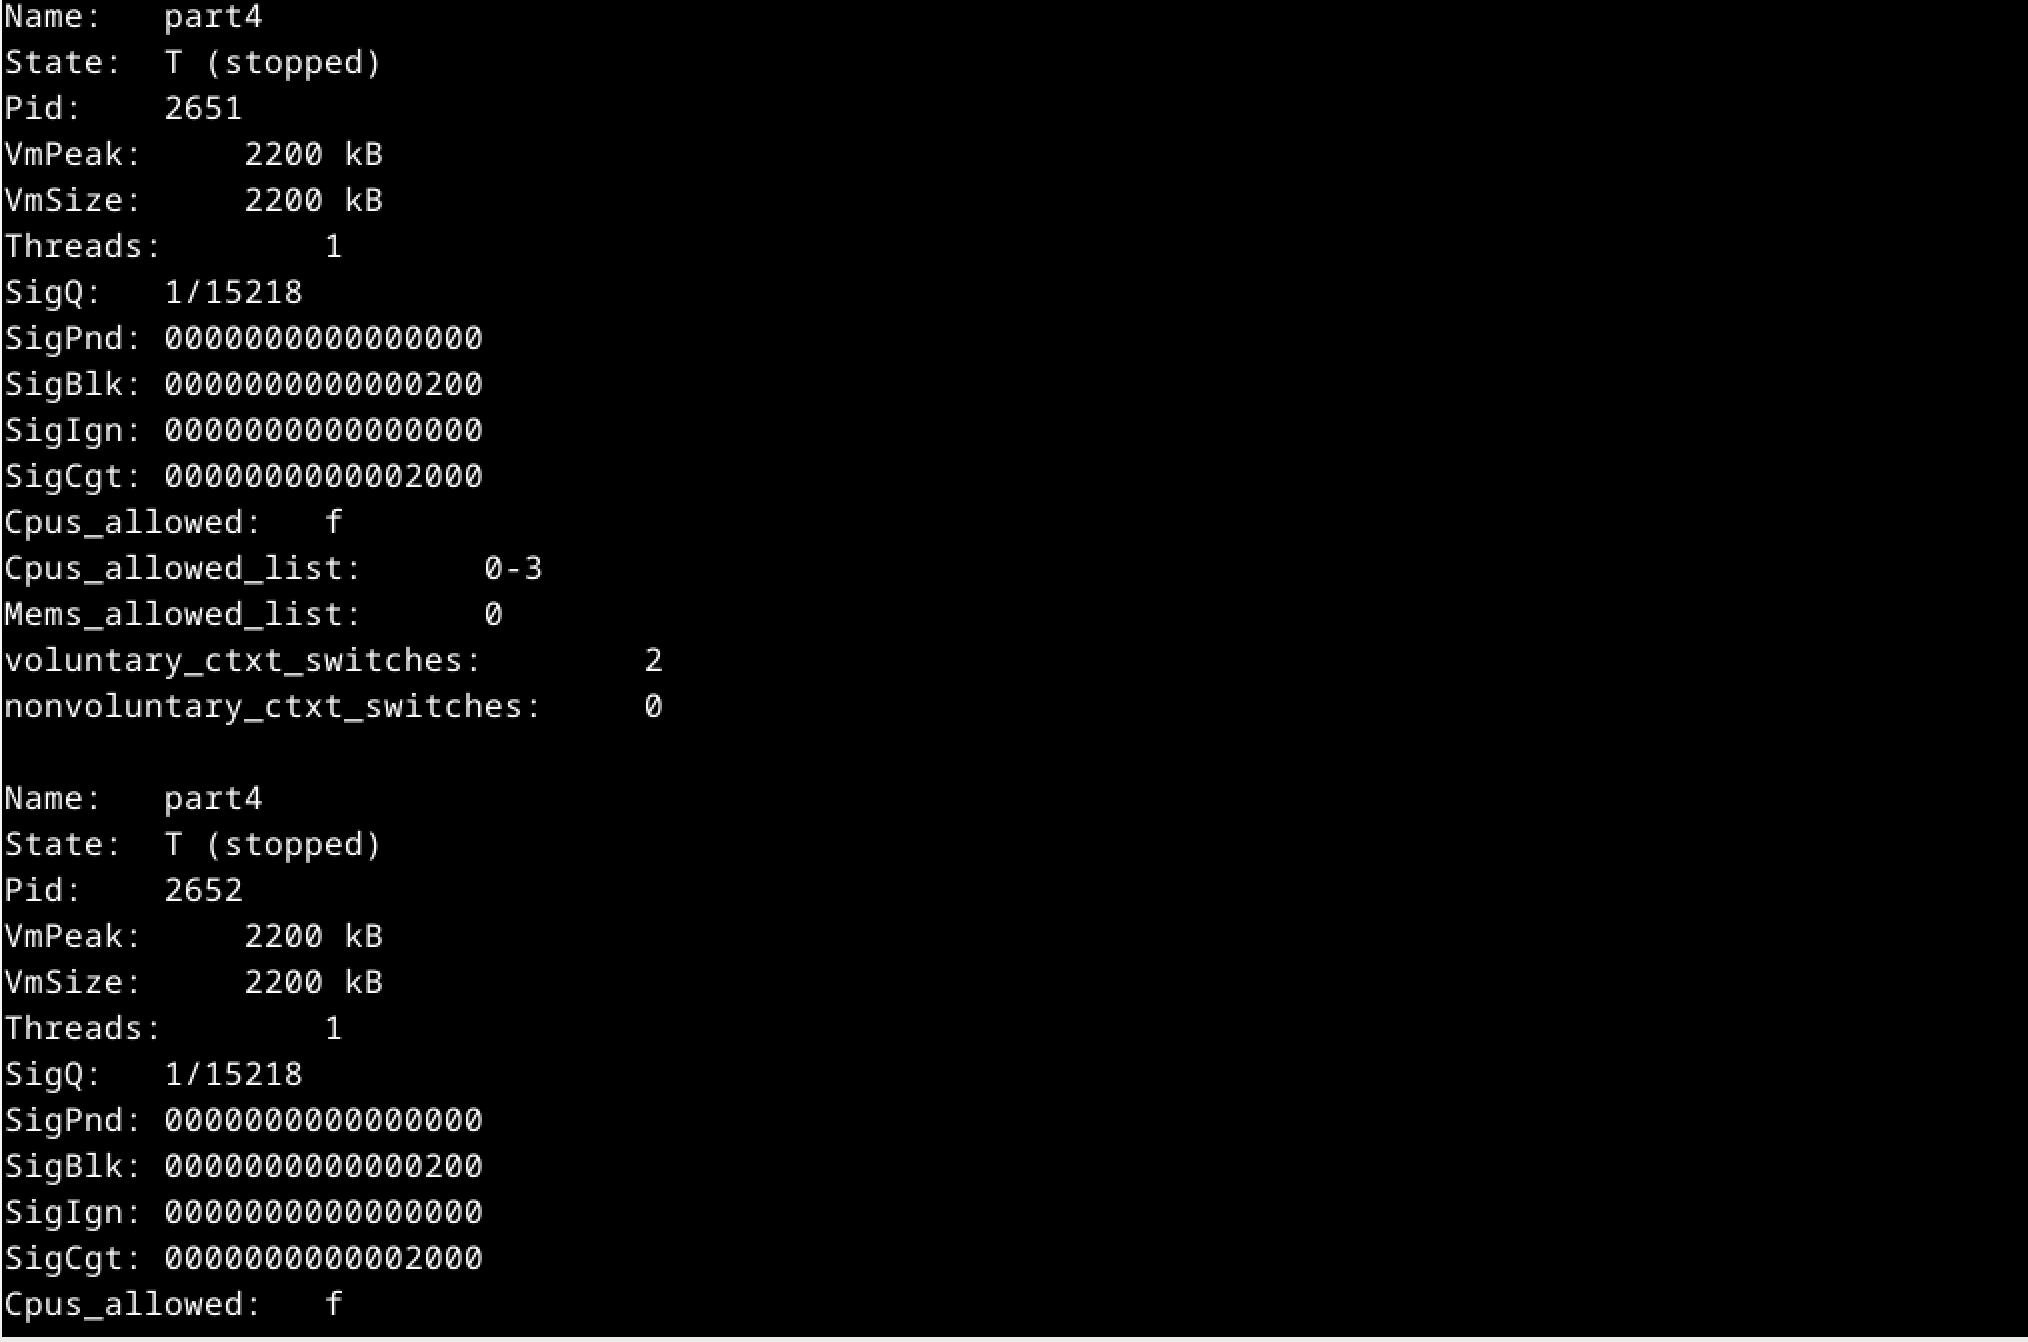 Name:   part4
State:  T (stopped)
Pid:    2651
VmPeak:     2200 kB
VmSize:     2200 kB
Threads:        1
SigQ:   1/15218
SigPnd: 0000000000000000
SigBlk: 0000000000000200
SigIgn: 0000000000000000
SigCgt: 0000000000002000
Cpus_allowed:   f
Cpus_allowed_list:      0-3
Mems_allowed_list:      0
voluntary_ctxt_switches:        2
nonvoluntary_ctxt_switches:     0

Name:   part4
State:  T (stopped)
Pid:    2652
VmPeak:     2200 kB
VmSize:     2200 kB
Threads:        1
SigQ:   1/15218
SigPnd: 0000000000000000
SigBlk: 0000000000000200
SigIgn: 0000000000000000
SigCgt: 0000000000002000
Cpus_allowed:   f